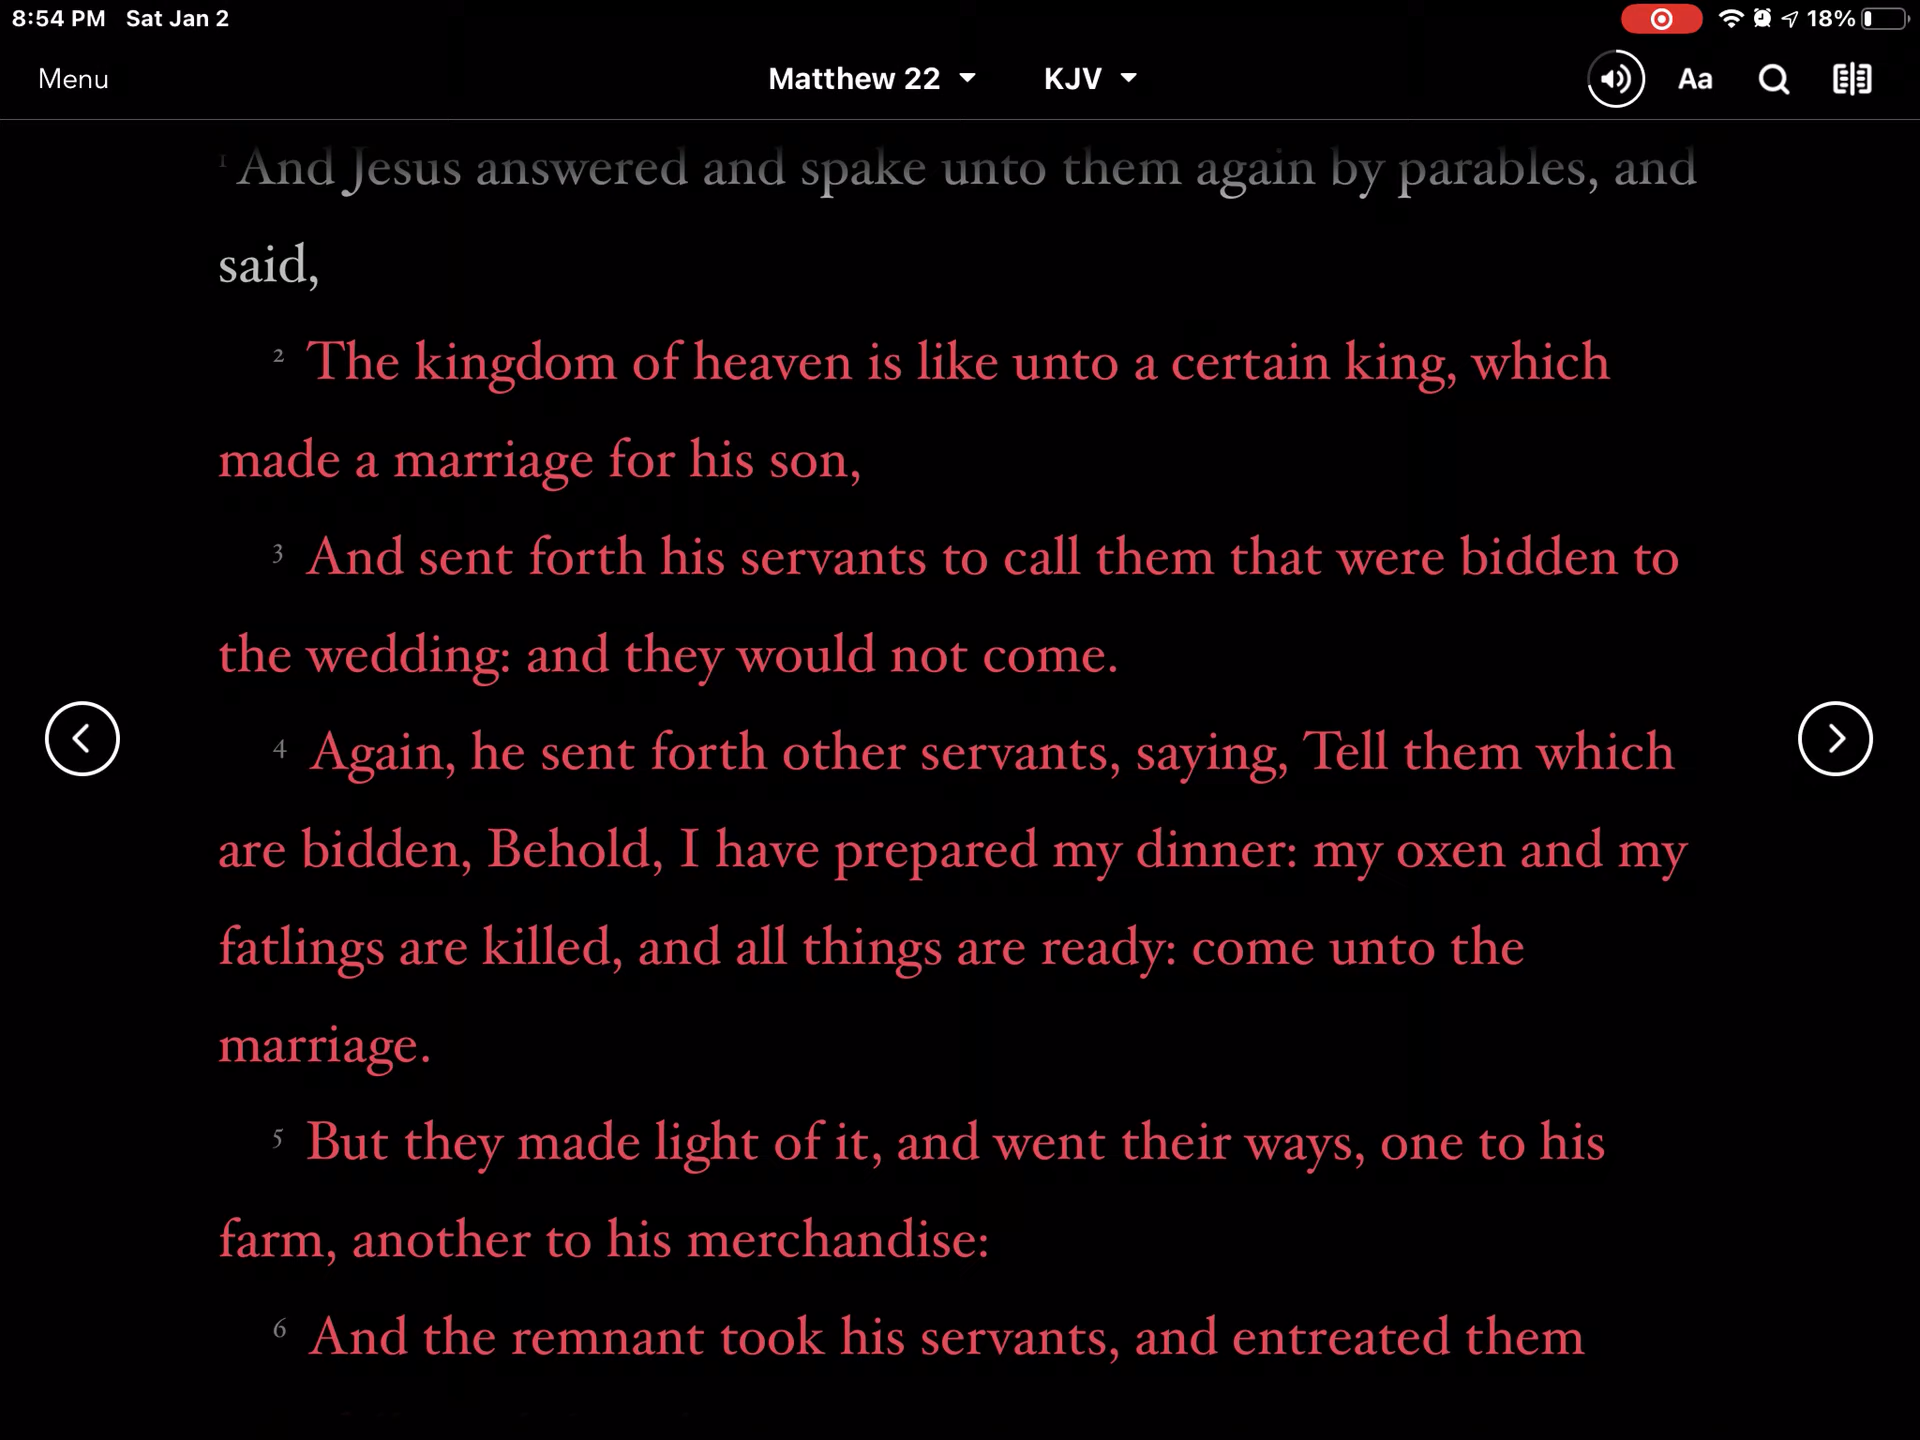 8:54 PM Sat Jan 2 18%
Menu Matthew 22 KJV Aa
1 And Jesus answered and spake unto them again by parables, and
said,
2 The kingdom of heaven is like unto a certain king, which
made a marriage for his son,
3 And sent forth his servants to call them that were bidden to
the wedding: and they would not come.
4 Again, he sent forth other servants, saying, Tell them which
are bidden, Behold, I have prepared my dinner: my oxen and my
fatlings are killed, and all things are ready: come unto the
marriage.
5 But they made light of it, and went their ways, one to his
farm, another to his merchandise:
6 And the remnant took his servants, and entreated them